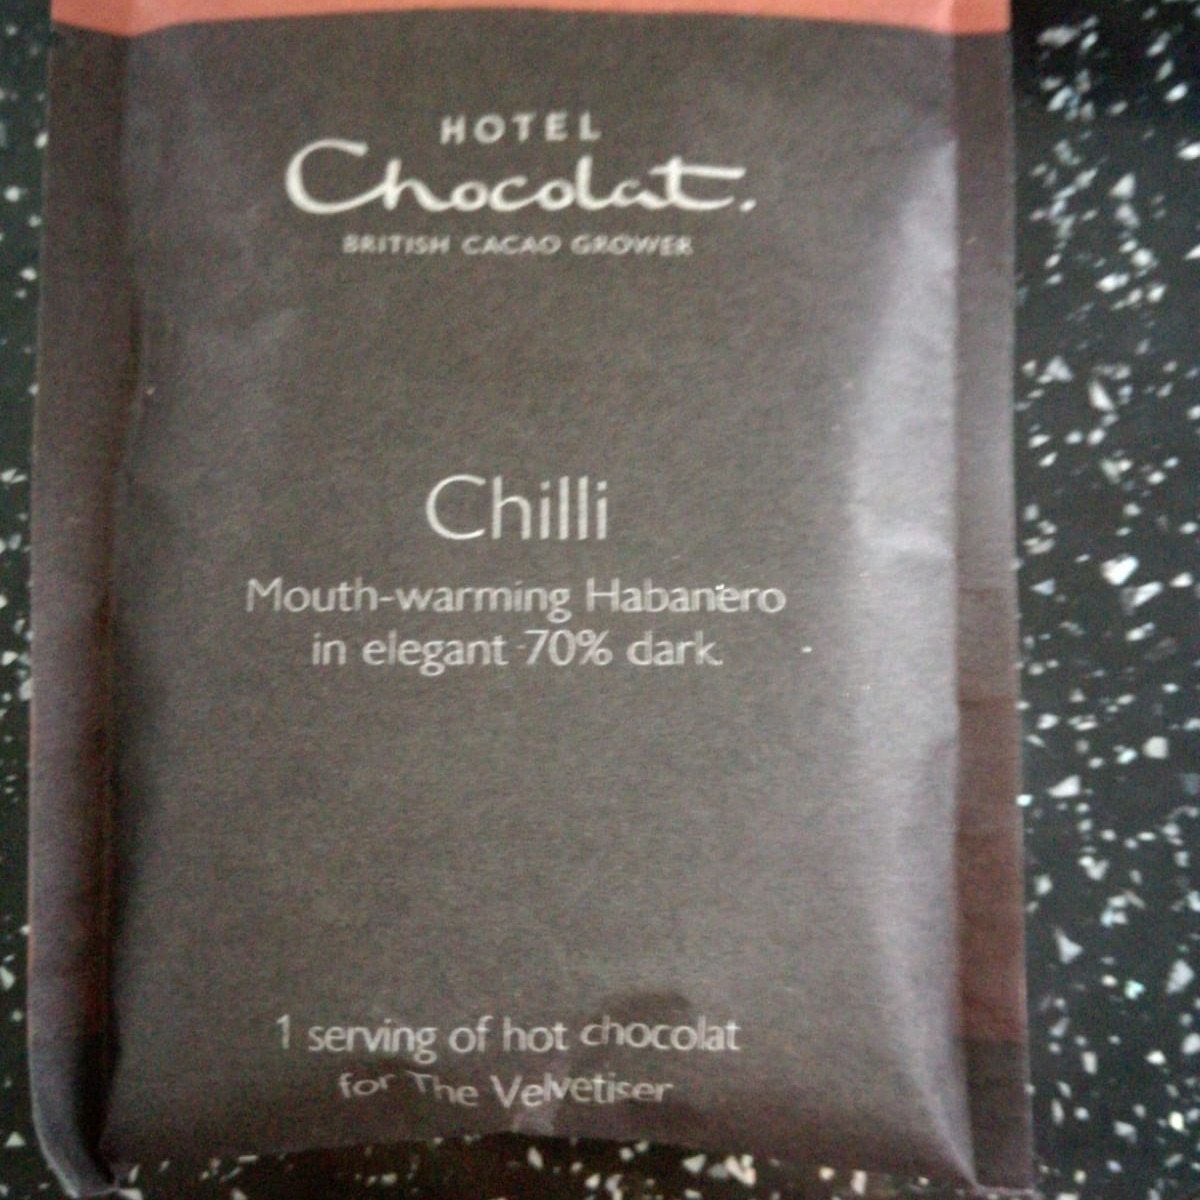 HOTEL
Chocolat.
BRITISH CACAO GROWER
Chilli
Mouth-warming Habanero
in elegant 70% dark
1 serving of hot chocolat
for The Velvetiser